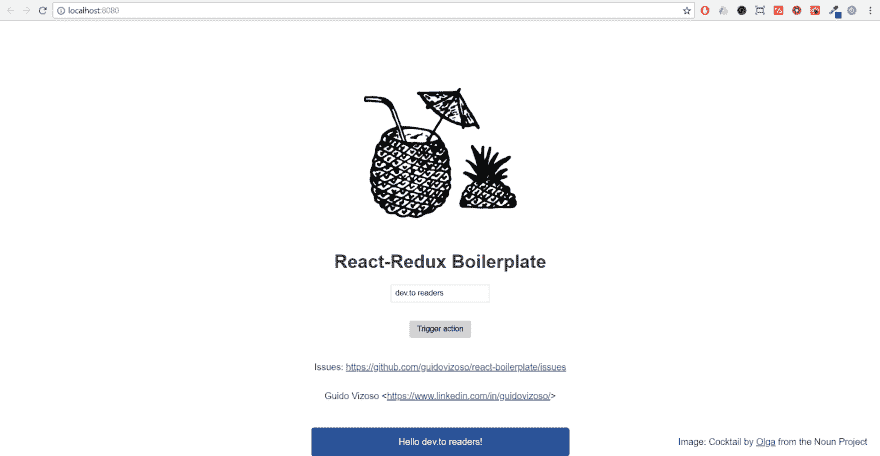 localhost:8080
React-Redux Boilerplate
dev.to readers
Trigger action
Issues: https://github.com/guidovizoso/react-boilerplate/issues
Guido Vizoso <https://www.linkedin.com/in/guidovizoso/>
Hello dev.to readers!
Image: Cocktail by Olga from the Noun Project